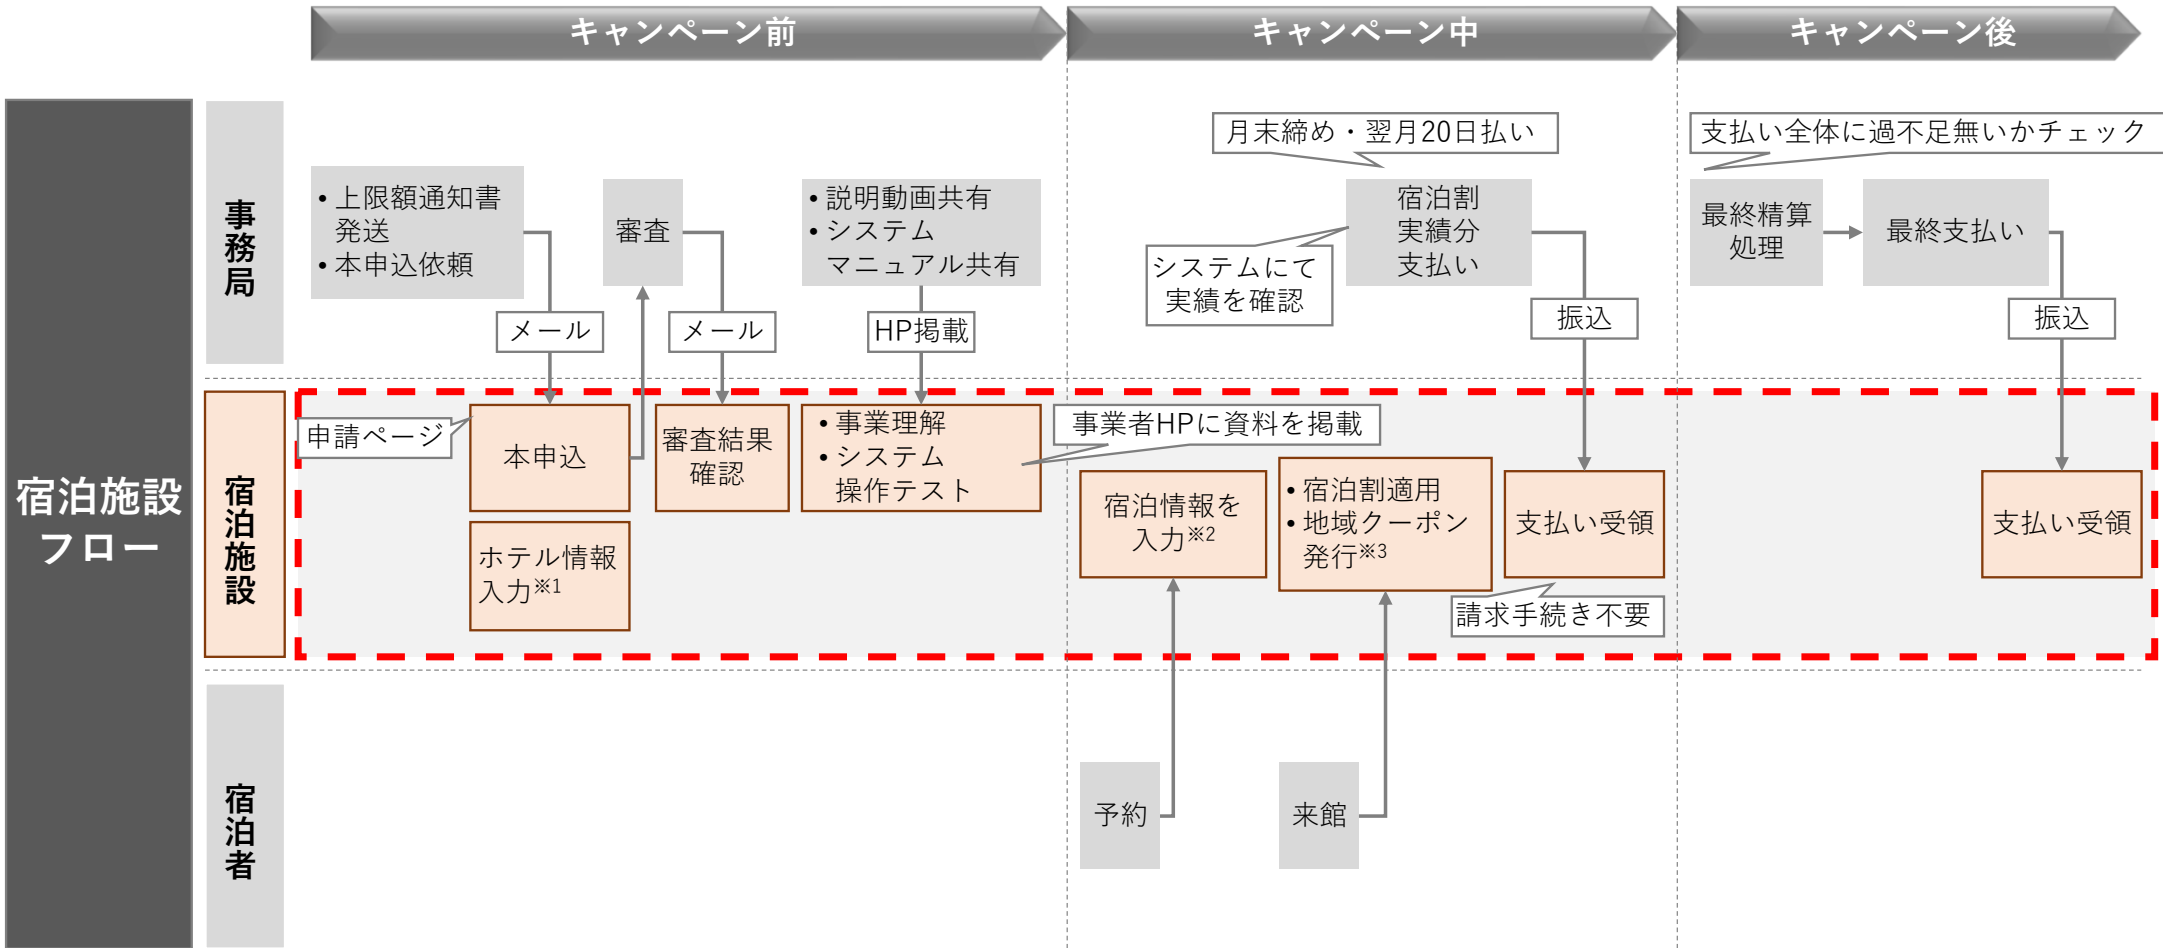 キャンペーン前
キャンペーン中
キャンペーン後
宿泊施設
フロー
事務局
月末締め・翌月20日払い
支払い全体に過不足無いかチェック
• 上限額通知書
発送
• 本申込依頼
審査
• 説明動画共有
• システム
マニュアル共有
宿泊割
実績分
支払い
システムにて
実績を確認
最終精算
処理
最終支払い
メール
メール
HP掲載
振込
振込
宿泊施設
申請ページ
本申込
審査結果
確認
• 事業理解
• システム
操作テスト
事業者HPに資料を掲載
ホテル情報
入力※1
宿泊情報を
入力※2
• 宿泊割適用
• 地域クーポン
発行※3
支払い受領
請求手続き不要
支払い受領
宿泊者
予約
来館